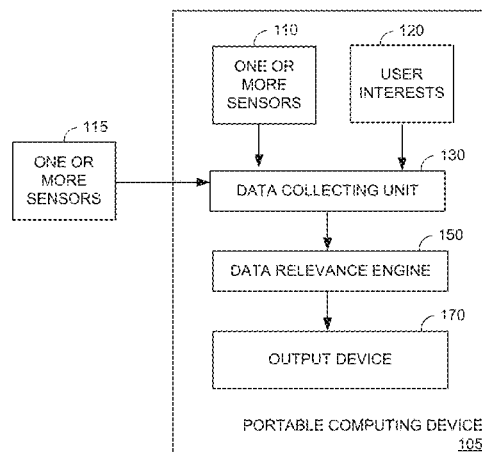 110
ONE OR
MORE
SENSORS
120
USER
INTERESTS
115
ONE OR
MORE
SENSORS
130
DATA COLLECTING UNIT
150
DATA RELEVANCE ENGINE
170
OUTPUT DEVICE
PORTABLE COMPUTING DEVICE
105